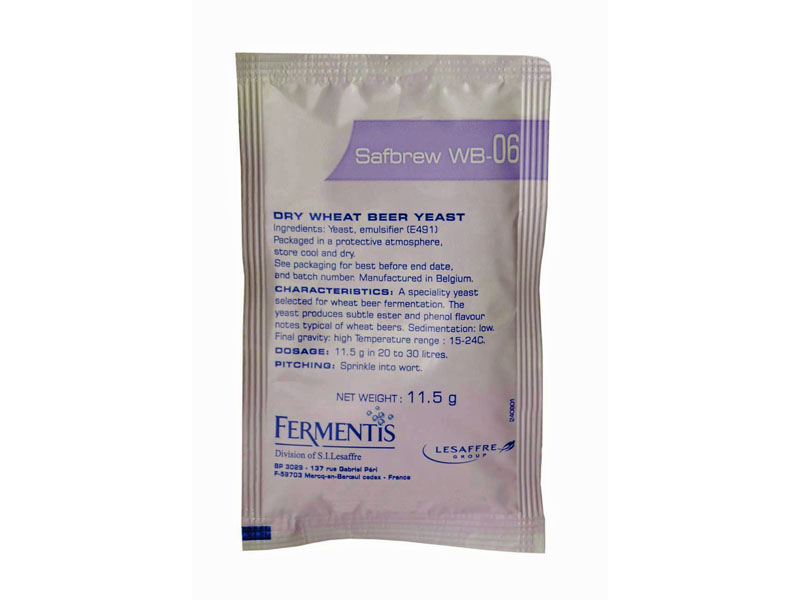 Safbrew WB-06
DRY WHEAT BEER YEAST
Ingredients: Yeast, emulsifier (E491)
Packaged in a protective atmosphere,
store cool and dry.
See packaging for best before end date,
and batch number. Manufactured in Belgium.
CHARACTERISTICS: A speciality yeast
selected for wheat beer fermentation. The
yeast produces subtle ester and phenol flavour
notes typical of wheat beers. Sedimentation: low.
Final gravity: high Temperature range : 15-24C.
DOSAGE: 11.5 g in 20 to 30 litres.
PITCHING: Sprinkle into wort.
NET WEIGHT : 11.5 g
FERMENTIS
Division of S.I.Lesaffre
BP 3029 - 137 rue Gabriel Péri
F-59703 Marcq-en-Barœul cedex - France
LESAFFRE
GROUP